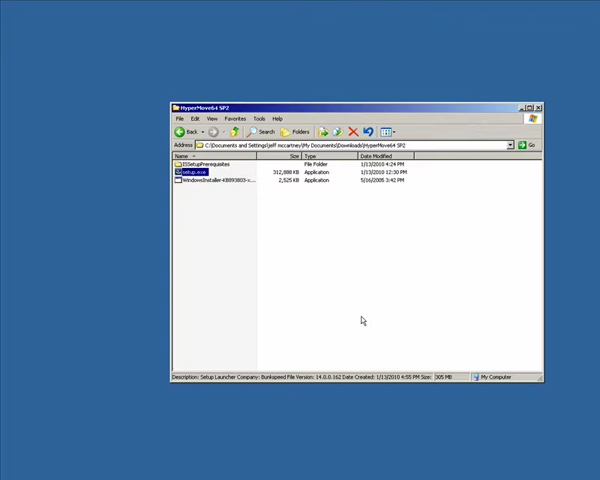 HyperMove64 SP2
File Edit View Favorites Tools Help
Back Search Folders
Address C:\Documents and Settings\jeff mccartney\My Documents\Downloads\HyperMove64 SP2 Go
Name Size Type Date Modified
ISSetupPrerequisites File Folder 1/13/2010 4:24 PM
setup.exe 312,888 KB Application 1/13/2010 12:30 PM
WindowsInstaller-KB893803-x... 2,525 KB Application 5/16/2005 3:42 PM
Description: Setup Launcher Company: Bunkspeed File Version: 14.0.0.162 Date Created: 1/13/2010 4:55 PM Size: 305 MB My Computer